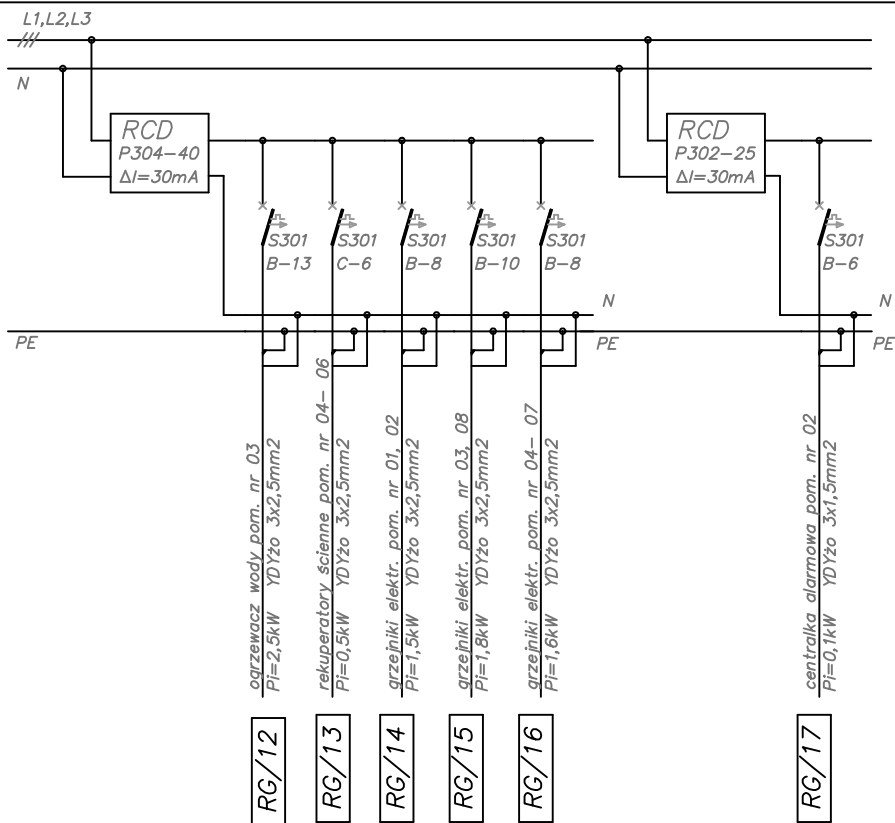 L1,L2,L3
N
RCD
P304-40
ΔI=30mA
RCD
P302-25
ΔI=30mA
S301
B-13
S301
C-6
S301
B-8
S301
B-10
S301
B-8
S301
B-6
N
N
PE
PE
PE
ogrzewacz wody pom. nr 03
Pi=2,5kW YDYżo 3x2,5mm2
rekuperatory ścienne pom. nr 04- 06
Pi=0,5kW YDYżo 3x2,5mm2
grzejniki elektr. pom. nr 01, 02
Pi=1,5kW YDYżo 3x2,5mm2
grzejniki elektr. pom. nr 03, 08
Pi=1,8kW YDYżo 3x2,5mm2
grzejniki elektr. pom. nr 04- 07
Pi=1,6kW YDYżo 3x2,5mm2
centralka alarmowa pom. nr 02
Pi=0,1kW YDYżo 3x1,5mm2
RG/12
RG/13
RG/14
RG/15
RG/16
RG/17